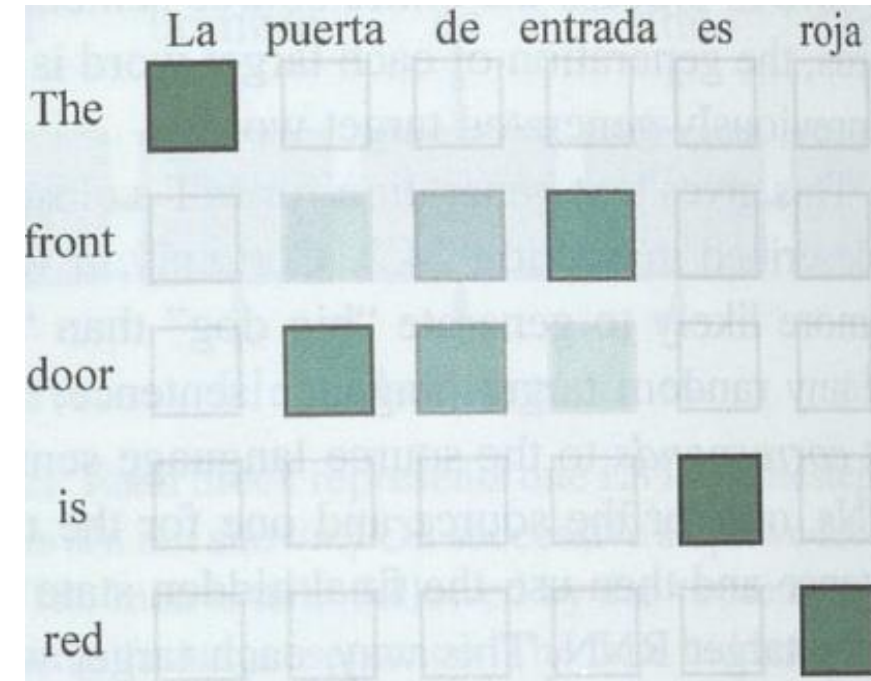 La puerta de entrada es roja
The
front
door
is
red